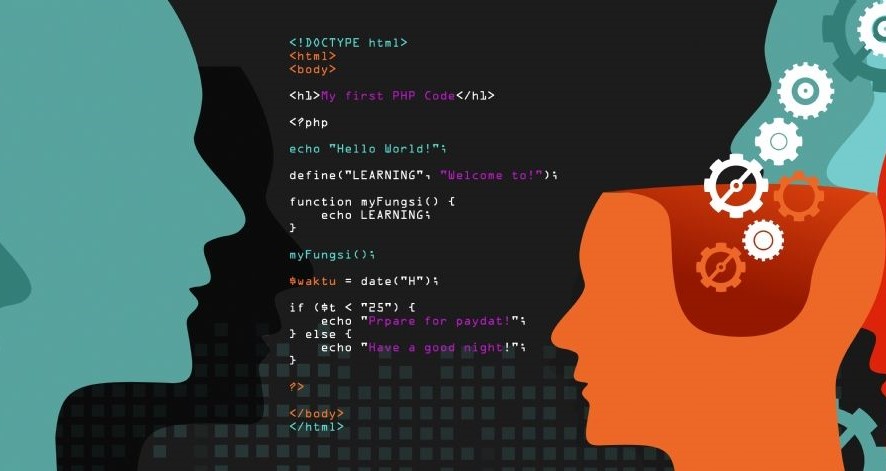 <!DOCTYPE html>
<html>
<body>
<h1>My first PHP Code</h1>
<?php
echo "Hello World!";
define("LEARNING", "Welcome to!");
function myFungsi() {
echo LEARNING;
}
myFungsi();
$waktu = date("H");
if ($t < "25") {
echo "Prpare for paydat!";
} else {
echo "Have a good night!";
}
?>
</body>
</html>